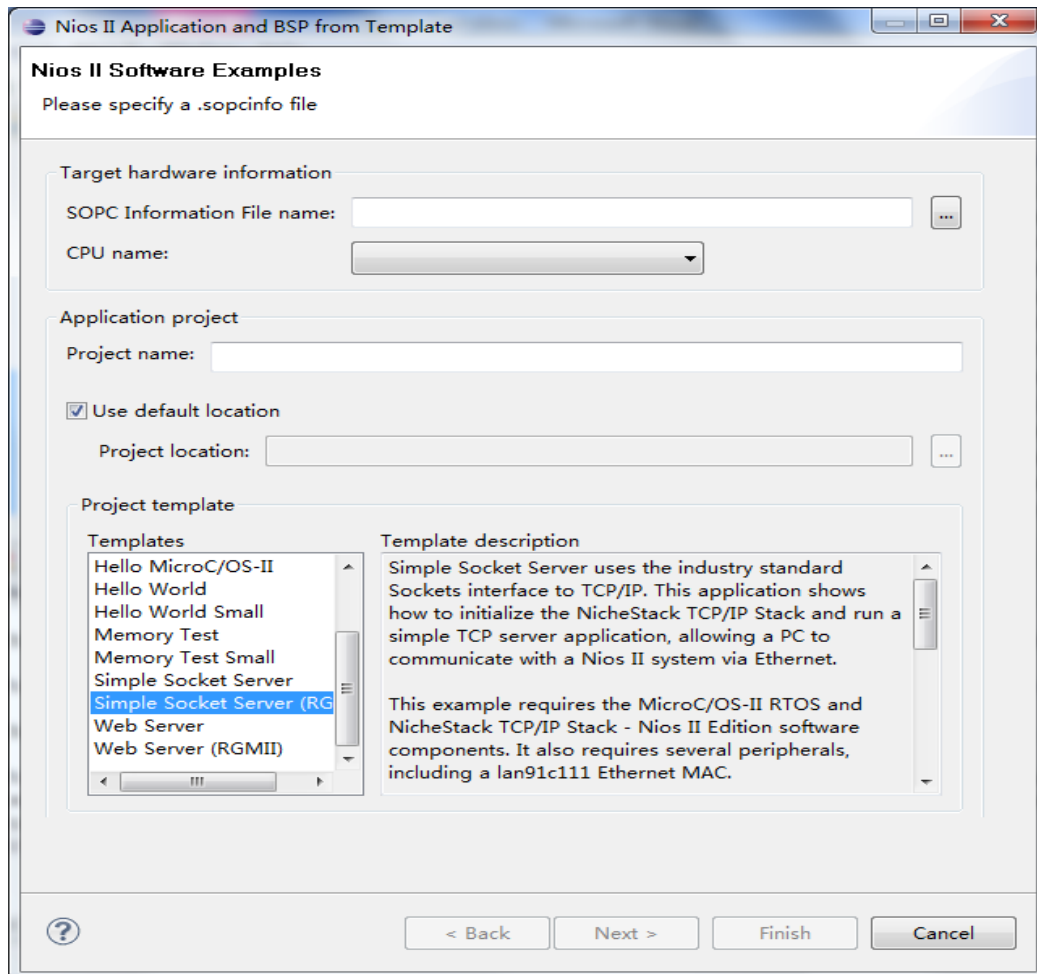 Nios II Application and BSP from Template
Nios II Software Examples
Please specify a .sopcinfo file
Target hardware information
SOPC Information File name:
...
CPU name:
Application project
Project name:
Use default location
Project location:
...
Project template
Templates
Hello MicroC/OS-II
Hello World
Hello World Small
Memory Test
Memory Test Small
Simple Socket Server
Simple Socket Server (RG
Web Server
Web Server (RGMII)
Template description
Simple Socket Server uses the industry standard
Sockets interface to TCP/IP. This application shows
how to initialize the NicheStack TCP/IP Stack and run a
simple TCP server application, allowing a PC to
communicate with a Nios II system via Ethernet.
This example requires the MicroC/OS-II RTOS and
NicheStack TCP/IP Stack - Nios II Edition software
components. It also requires several peripherals,
including a lan91c111 Ethernet MAC.
?
< Back
Next >
Finish
Cancel